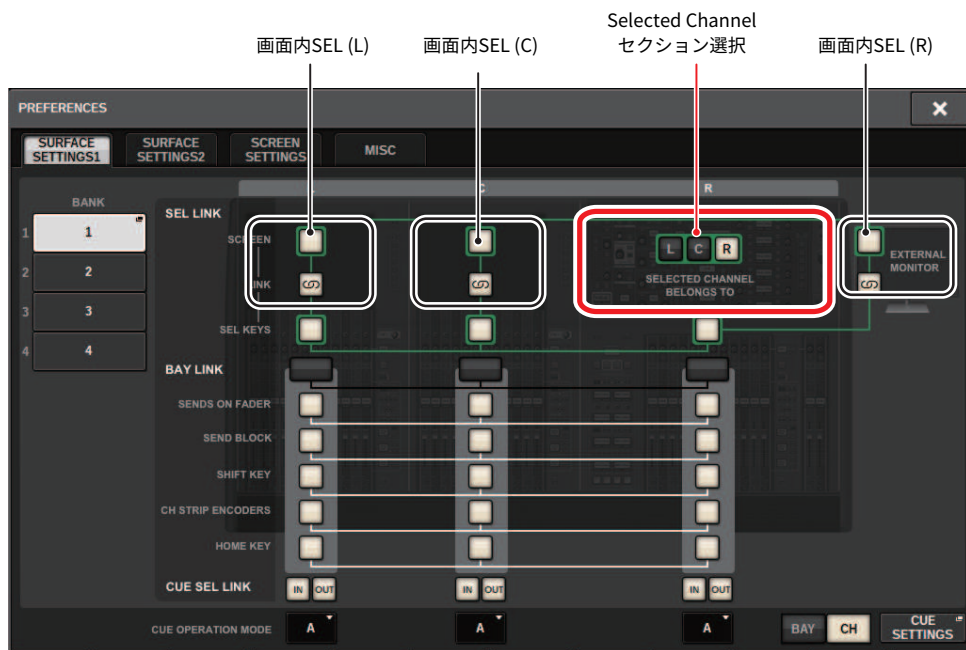 Selected Channel
画面内SEL (L)
画面内SEL (C)
セクション選択
画面内SEL (R)
PREFERENCES
SURFACE
SETTINGS1
SURFACE
SETTINGS2
SCREEN
SETTINGS
MISC
C
R
BANK
SEL LINK
1
1
2
2
3
3
4
4
SCREEN
L
C
R
SELECTED CHANNEL
BELONGS TO
EXTERNAL
MONITOR
SEL KEYS
BAY LINK
SENDS ON FADER
SEND BLOCK
SHIFT KEY
CH STRIP ENCODERS
HOME KEY
CUE SEL LINK
IN
OUT
IN
OUT
IN
OUT
CUE OPERATION MODE
A
A
A
BAY
CH
CUE
SETTINGS